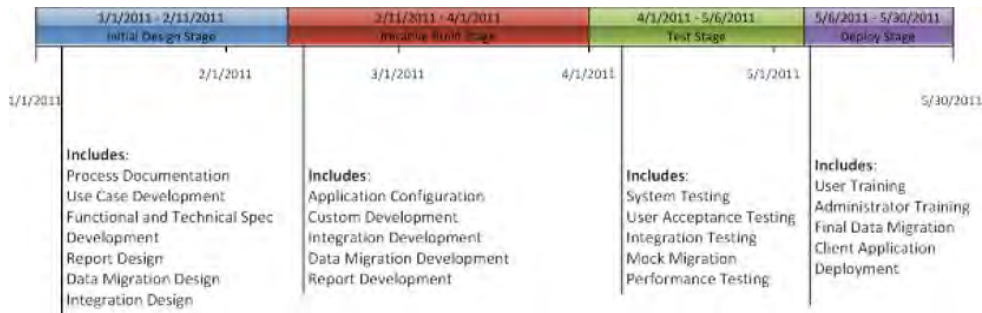 1/1/2011 - 2/11/2011
Initial Design Stage
2/11/2011 - 4/1/2011
Iterative Build Stage
4/1/2011 - 5/6/2011
Test Stage
5/6/2011 - 5/30/2011
Deploy Stage
2/1/2011
3/1/2011
4/1/2011
5/1/2011
1/1/2011
5/30/2011
Includes:
Process Documentation
Use Case Development
Functional and Technical Spec
Development
Report Design
Data Migration Design
Integration Design
Includes:
Application Configuration
Custom Development
Integration Development
Data Migration Development
Report Development
Includes:
System Testing
User Acceptance Testing
Integration Testing
Mock Migration
Performance Testing
Includes:
User Training
Administrator Training
Final Data Migration
Client Application
Deployment